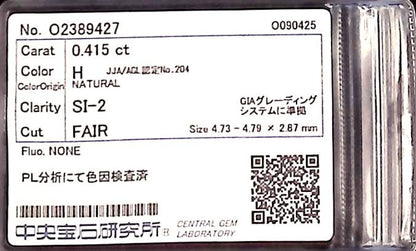 No. O2389427 O090425
Carat 0.415 ct
Color H JJA/AGL認定No.204
ColorOrigin NATURAL
Clarity SI-2 GIAグレーディング
システムに準拠
Cut FAIR Size 4.73 - 4.79 × 2.87 mm
Fluo. NONE
PL分析にて色因検査済
中央宝石研究所 CENTRAL GEM
LABORATORY